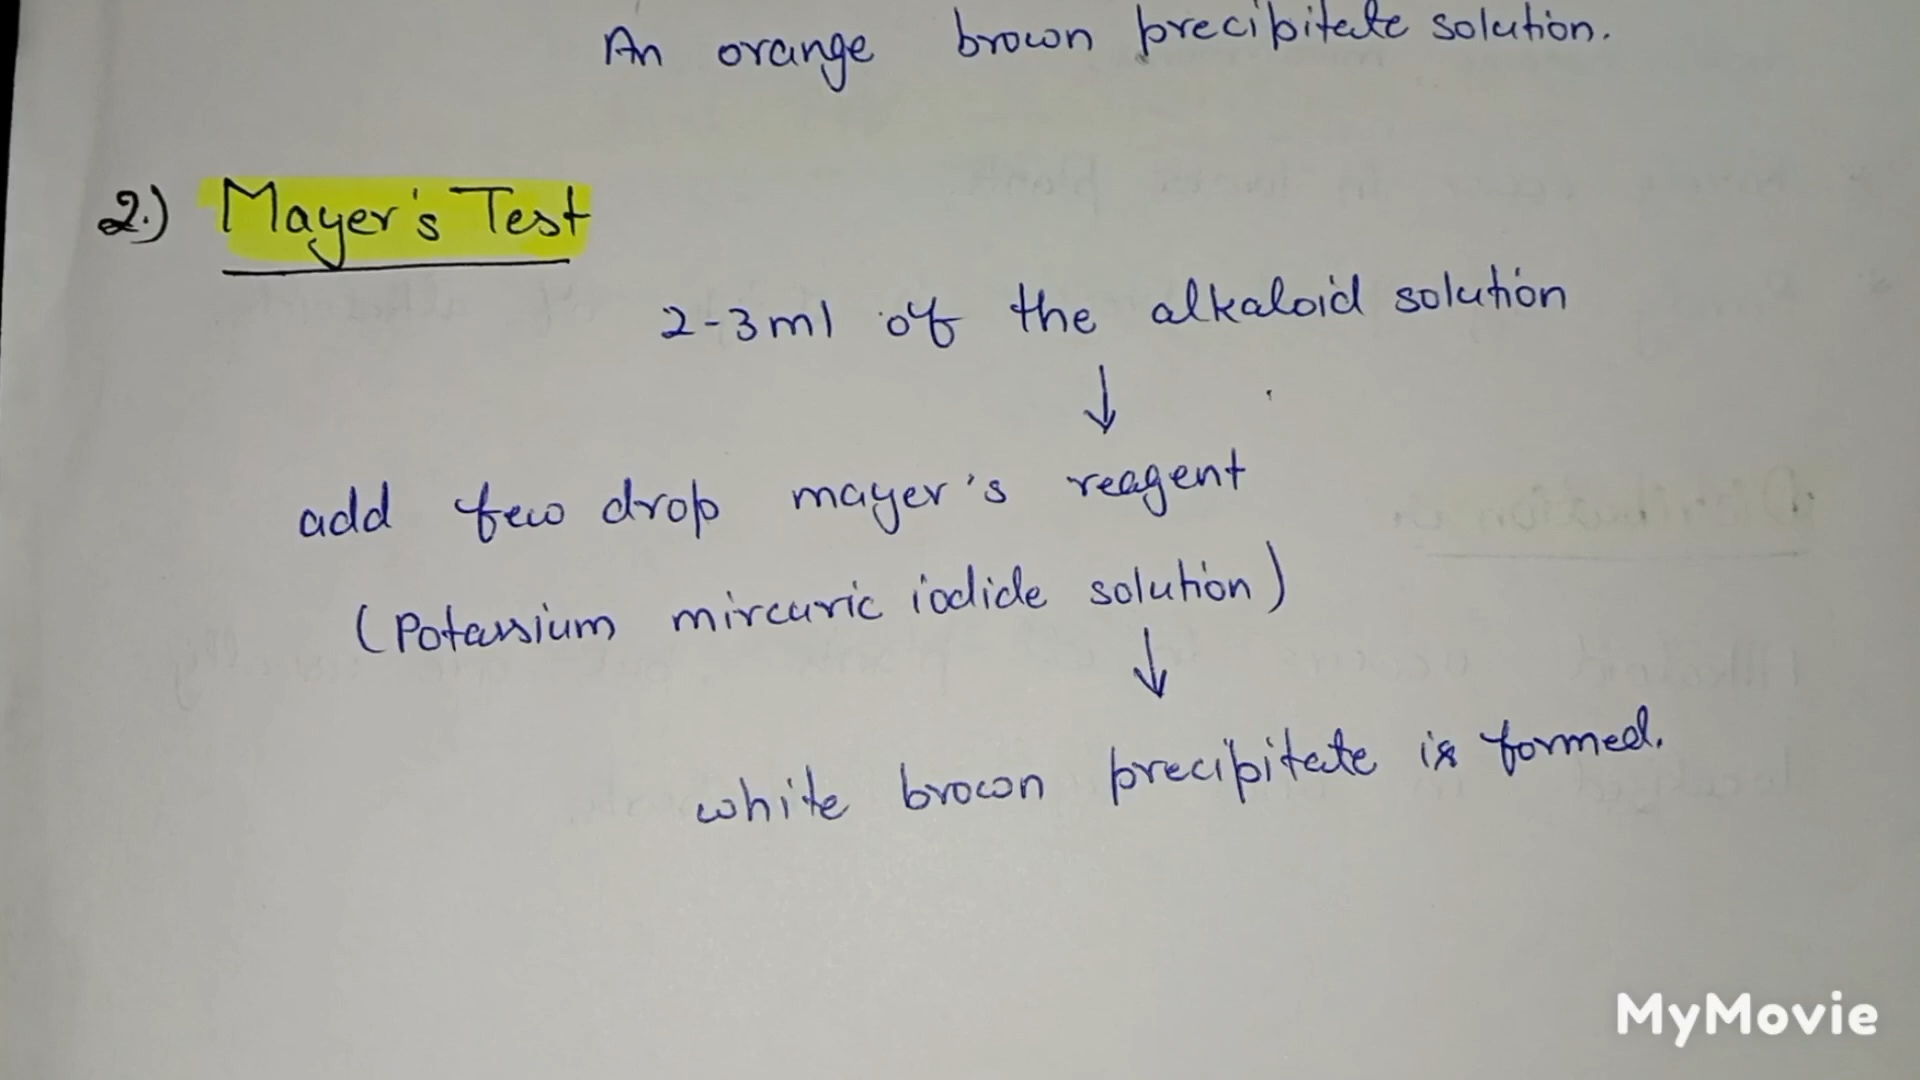 An orange brown precipitate solution.
2.) Mayer's Test
2-3ml of the alkaloid solution
↓
add few drop mayer's reagent
(Potassium mircuric iodide solution)
↓
white brown precipitate is formed.
MyMovie